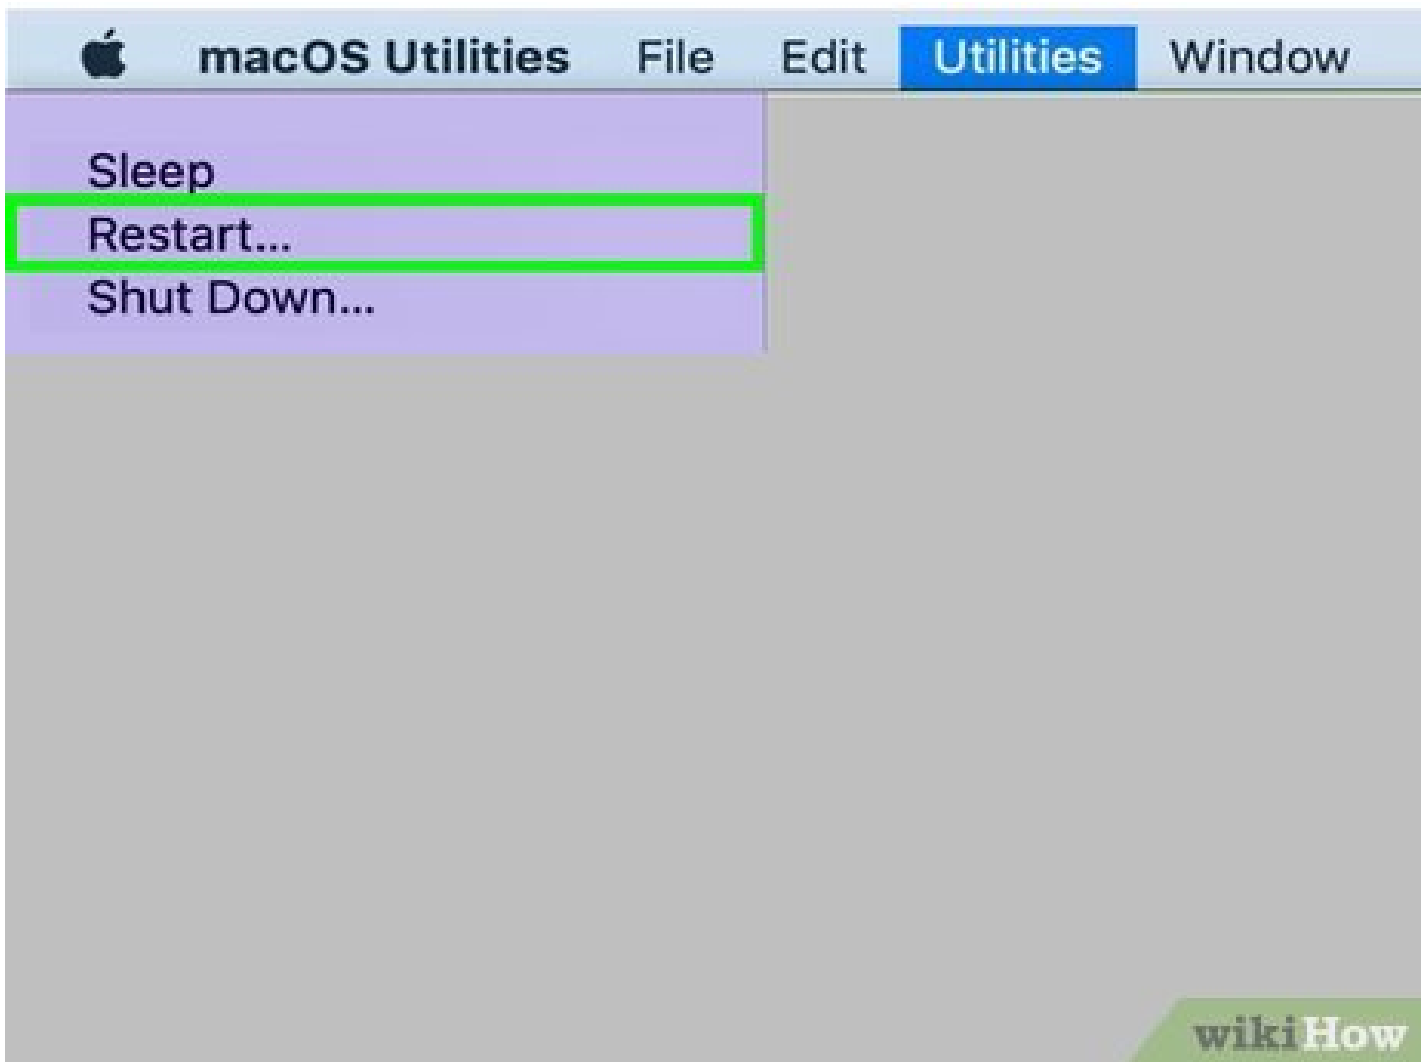 macOS Utilities File Edit Utilities Window
Sleep
Restart...
Shut Down...
wikiHow